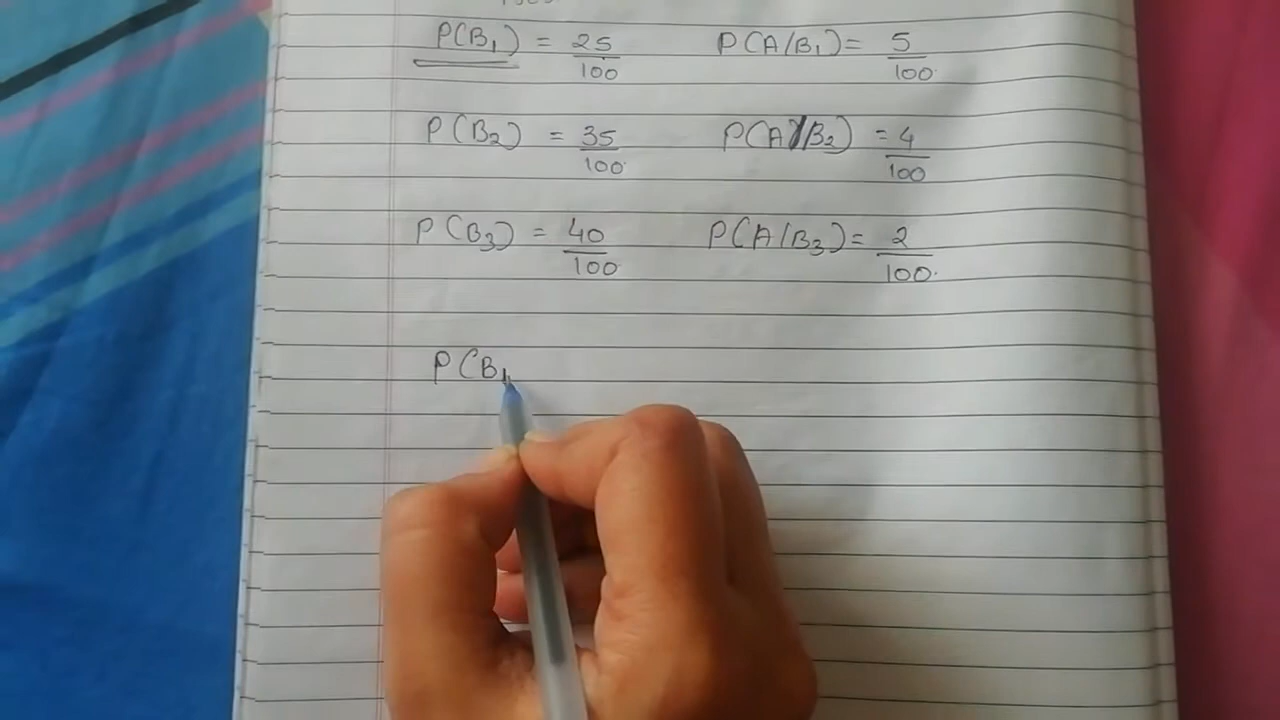 P(B₁) = 25/100 P(A/B₁) = 5/100
P(B₂) = 35/100 P(A/B₂) = 4/100
P(B₃) = 40/100 P(A/B₃) = 2/100
P(B₁